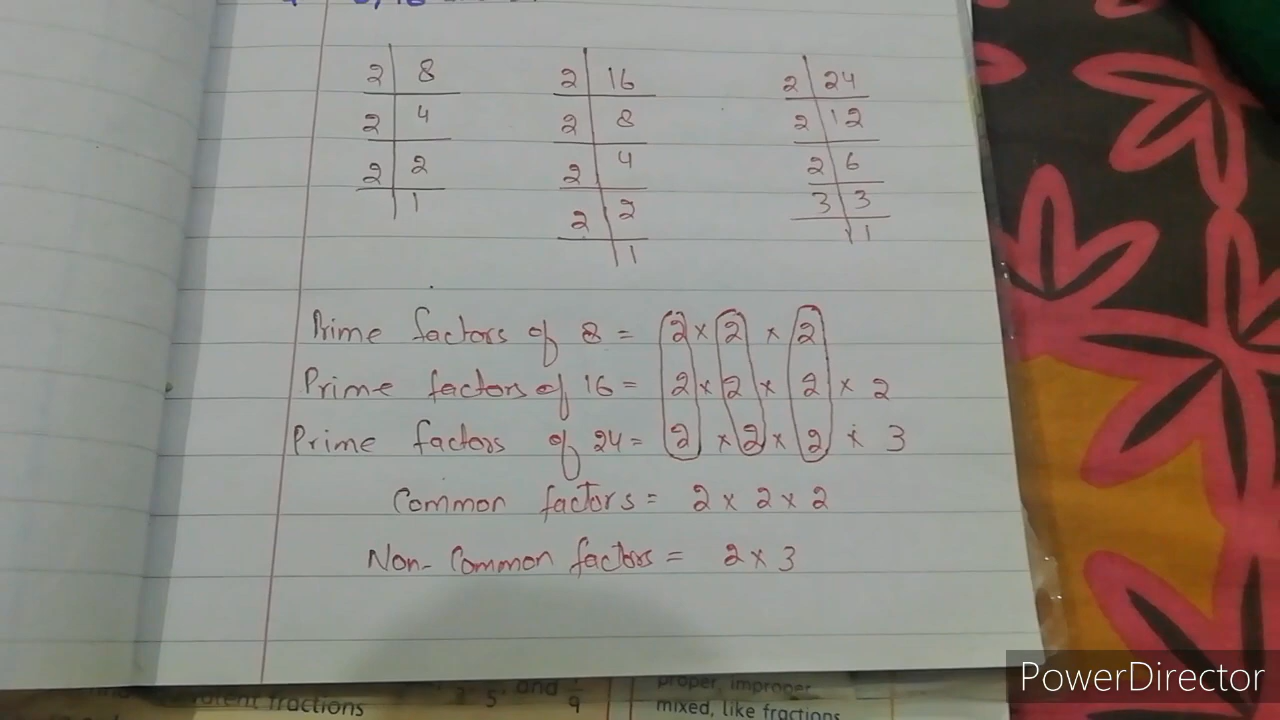 2 8
2 4
2 2
1
2 16
2 8
2 4
2 2
1
2 24
2 12
2 6
3 3
1
Prime factors of 8 = 2 × 2 × 2
Prime factors of 16 = 2 × 2 × 2 × 2
Prime factors of 24 = 2 × 2 × 2 × 3
Common factors = 2 × 2 × 2
Non-Common factors = 2 × 3
PowerDirector
fractions
5, and
9
proper, improper
mixed, like fractions